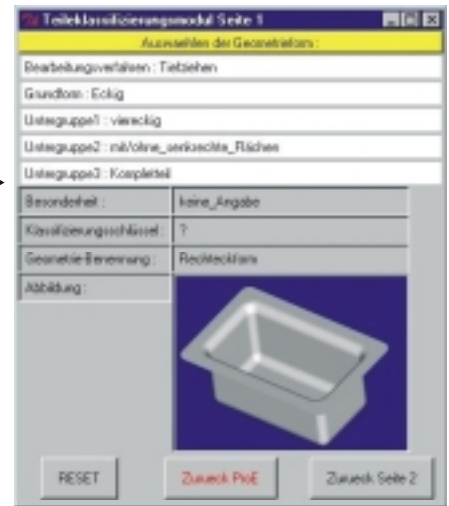 Teileklassifizierungsmodul Seite 1
Auswaehlen der Geometrieform :
Bearbeitungsverfahren : Tiefziehen
Grundform : Eckig
Untergruppe1 : viereckig
Untergruppe2 : mit/ohne_senkrechte_Flächen
Untergruppe3 : Komplettteil
Besonderheit : keine_Angabe
Klassifizierungsschlüssel : ?
Geometrie-Benennung : Rechteckform
Abbildung :
RESET Zurueck ProE Zurueck Seite 2